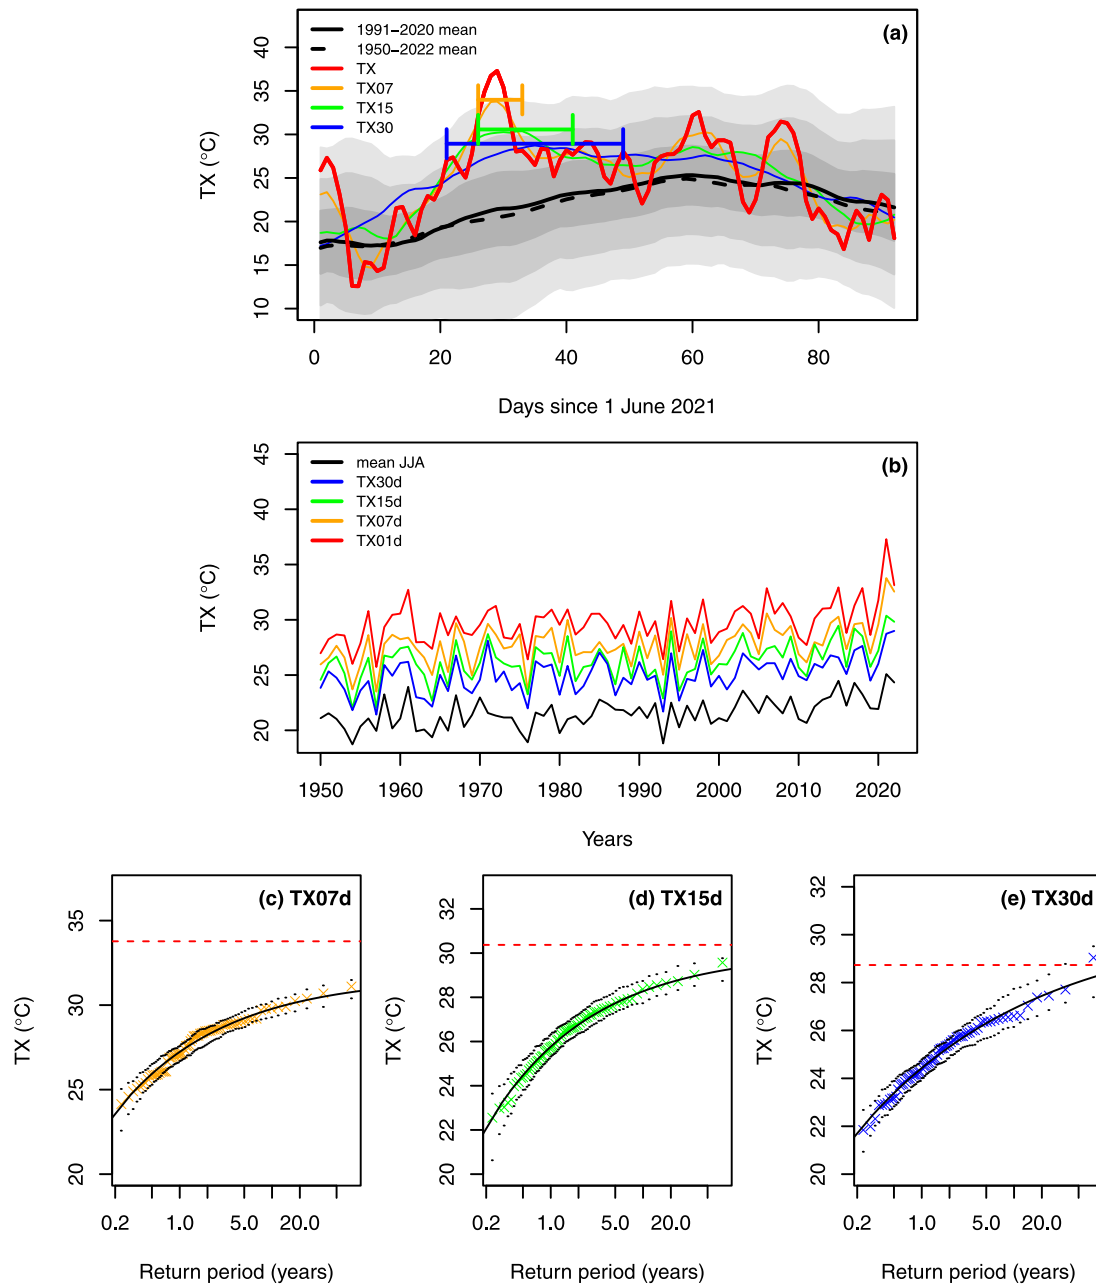 (a)
1991−2020 mean
1950−2022 mean
TX
TX07
TX15
TX30
TX (°C)
40
35
30
25
20
15
10
0 20 40 60 80
Days since 1 June 2021
(b)
mean JJA
TX30d
TX15d
TX07d
TX01d
TX (°C)
45
40
35
30
25
20
1950 1960 1970 1980 1990 2000 2010 2020
Years
(c) TX07d
TX (°C)
35
30
25
20
0.2 1.0 5.0 20.0
Return period (years)
(d) TX15d
TX (°C)
32
30
28
26
24
22
20
0.2 1.0 5.0 20.0
Return period (years)
(e) TX30d
TX (°C)
32
30
28
26
24
22
20
0.2 1.0 5.0 20.0
Return period (years)